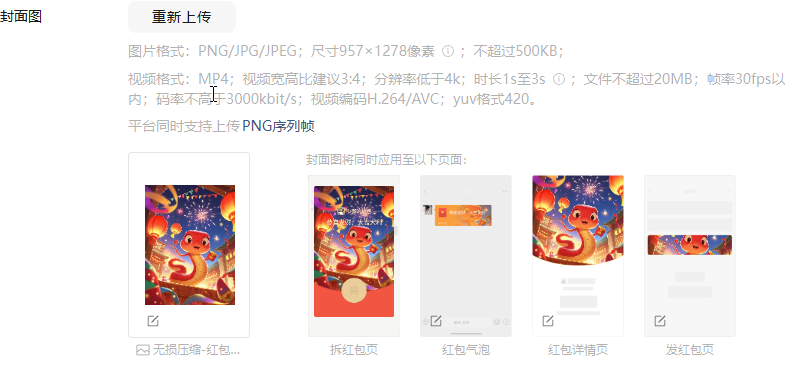 封面图
重新上传
图片格式：PNG/JPG/JPEG；尺寸957×1278像素；不超过500KB；
视频格式：MP4；视频宽高比建议3:4；分辨率低于4k；时长1s至3s；文件不超过20MB；帧率30fps以
内；码率不高于3000kbit/s；视频编码H.264/AVC；yuv格式420。
平台同时支持上传PNG序列帧
封面图将同时应用至以下页面：
无损压缩-红包...
拆红包页
红包气泡
红包详情页
发红包页